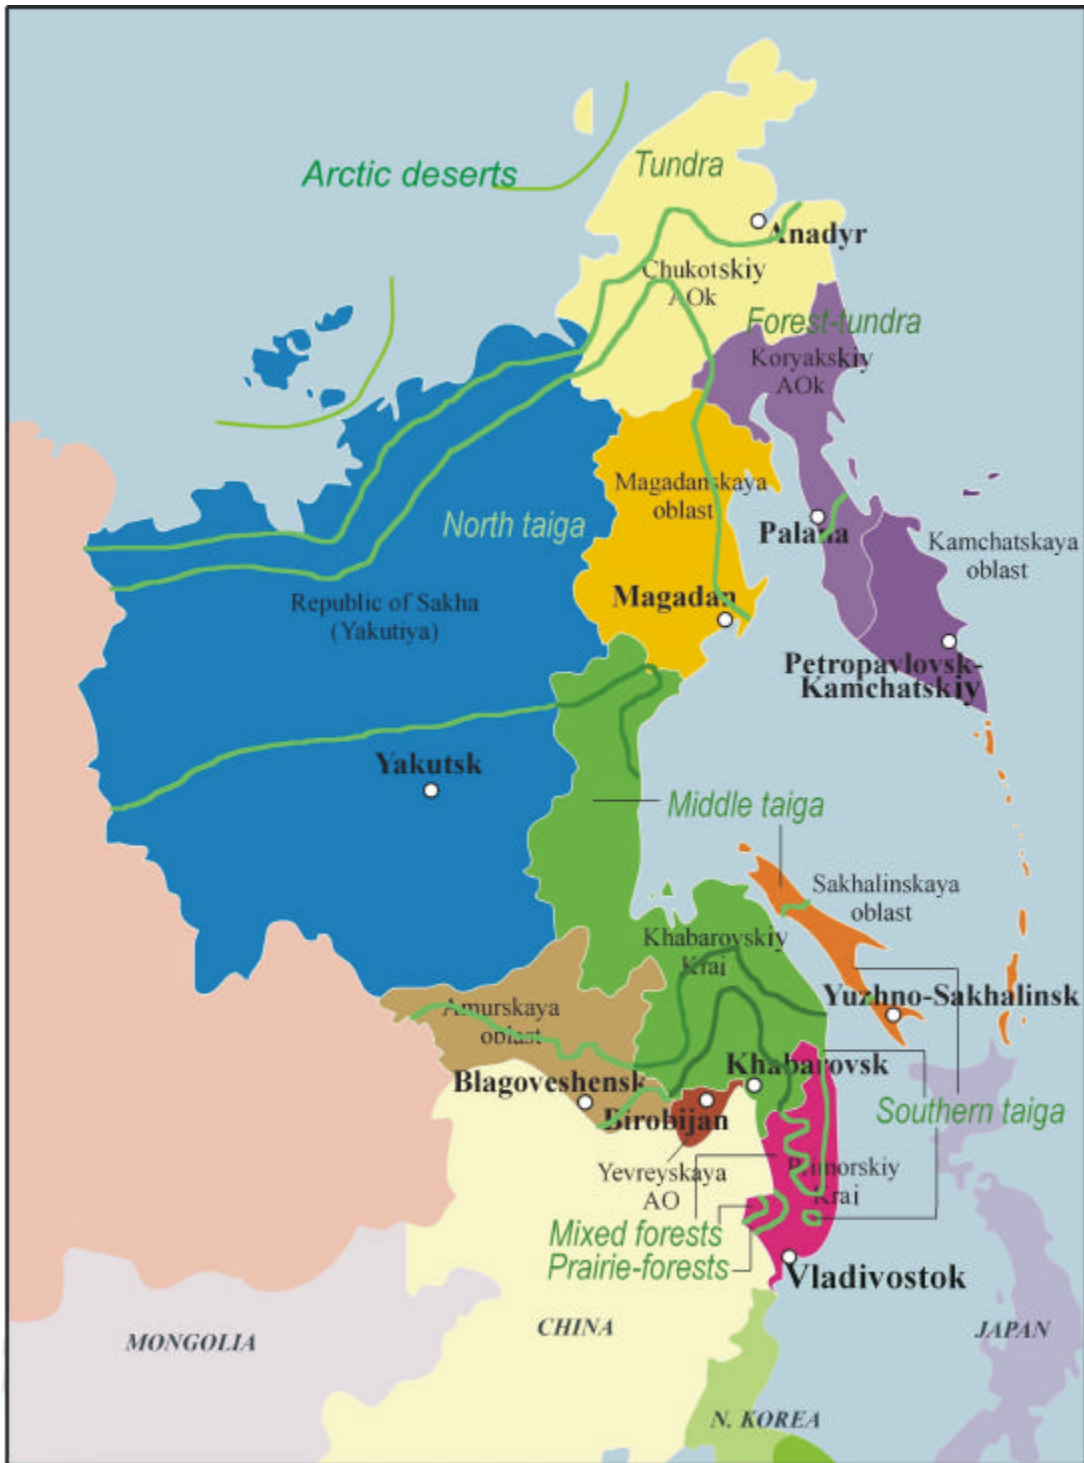 Tundra
Arctic deserts
Anadyr
Chukotskiy
AOk
Forest-tundra
Koryakskiy
AOk
Magadanskaya
oblast
North taiga
Palana
Kamchatskaya
oblast
Republic of Sakha
(Yakutiya)
Magadan
Petropavlovsk-
Kamchatskiy
Yakutsk
Middle taiga
Sakhalinskaya
oblast
Khabarovskiy
Krai
Yuzhno-Sakhalinsk
Amurskaya
oblast
Khabarovsk
Blagoveshensk
Birobijan
Southern taiga
Yevreyskaya
AO
Primorskiy
Krai
Mixed forests
Prairie-forests
Vladivostok
MONGOLIA
CHINA
JAPAN
N. KOREA